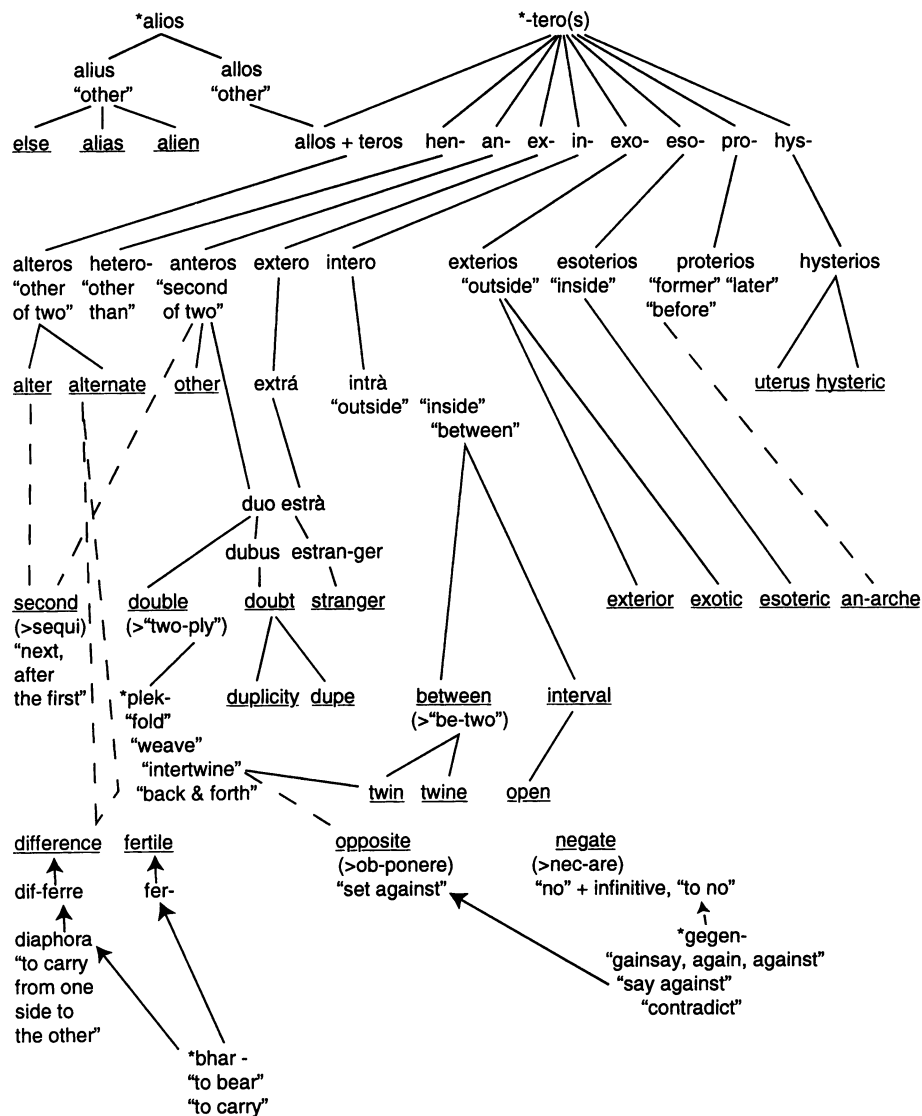 *alios *-tero(s)
alius allos
“other” “other”
else alias alien allos + teros hen- an- ex- in- exo- eso- pro- hys-
alteros hetero- anteros extero intero exterios esoterios proterios hysterios
“other “other “second “outside” “inside” “former” “later”
of two” than” of two” “before”
alter alternate other extrá intrà uterus hysteric
“outside” “inside”
“between”
duo estrà
dubus estran-ger
second double doubt stranger exterior exotic esoteric an-arche
(>sequi) (>“two-ply”)
“next,
after
the first” duplicity dupe between interval
*plek- (>“be-two”)
“fold”
“weave”
“intertwine”
“back & forth” twin twine open
difference fertile opposite negate
(>ob-ponere) (>nec-are)
dif-ferre fer- “set against” “no” + infinitive, “to no”
diaphora *gegen-
“to carry “gainsay, again, against”
from one “say against”
side to “contradict”
the other”
*bhar -
“to bear”
“to carry”